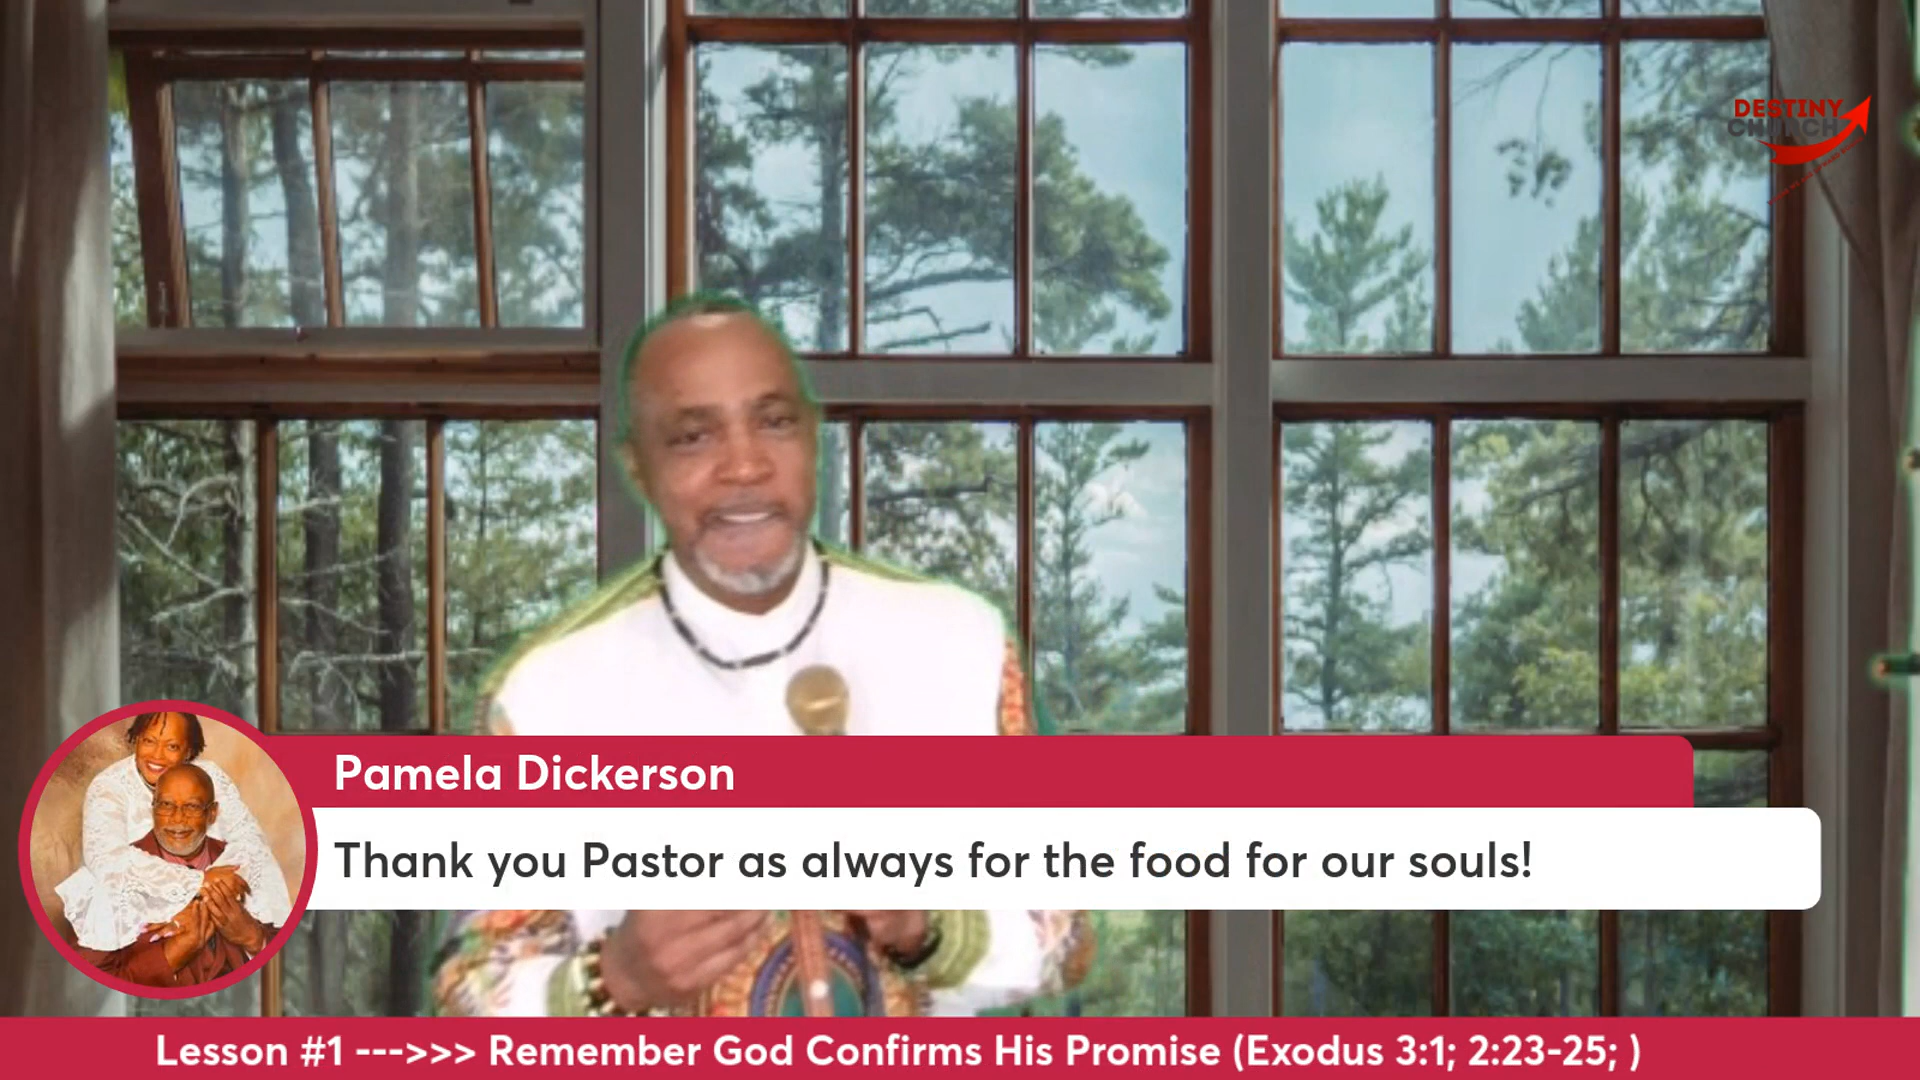 DESTINY
CHURCH
Pamela Dickerson
Thank you Pastor as always for the food for our souls!
Lesson #1 --->>> Remember God Confirms His Promise (Exodus 3:1; 2:23-25; )